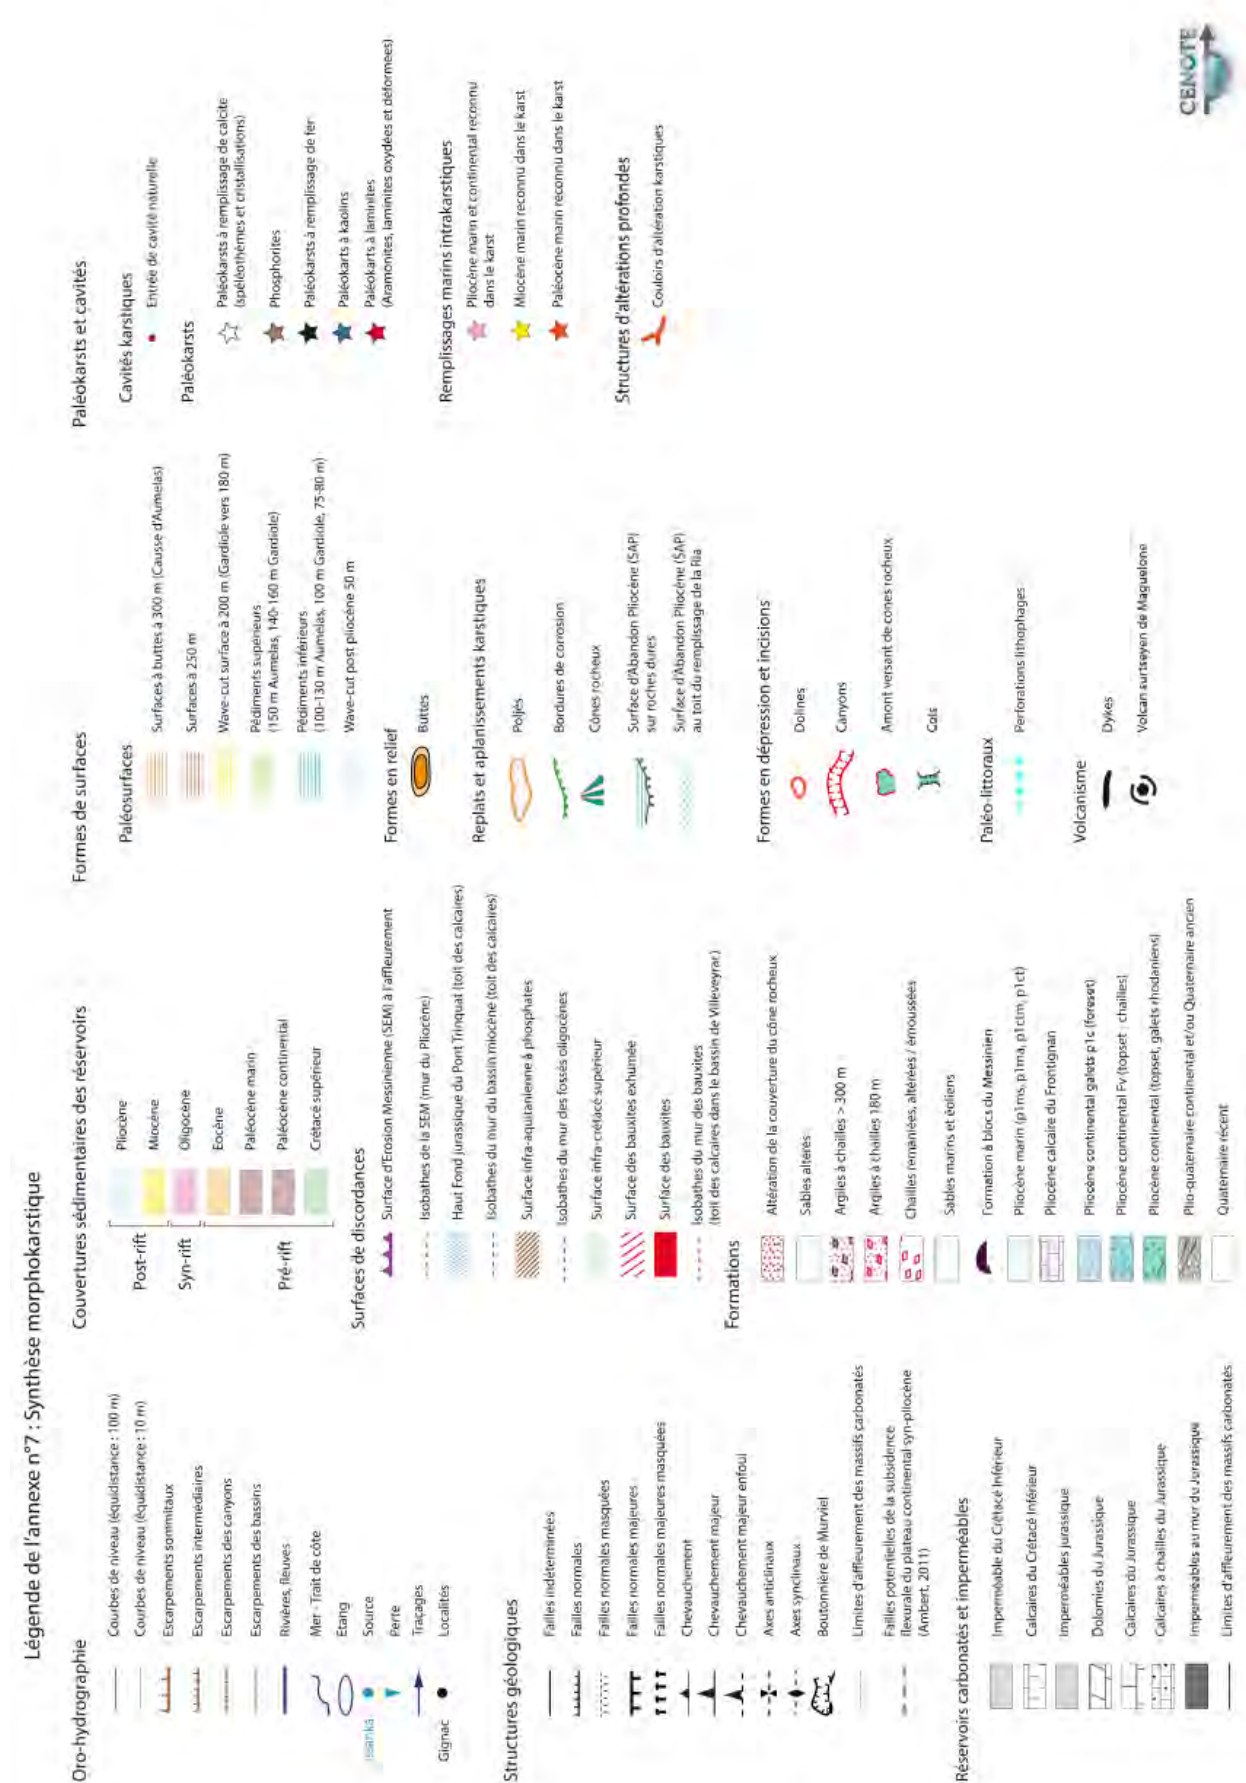 Légende de l'annexe n°7 : Synthèse morphokarstique
Oro-hydrographie
Courbes de niveau (équidistance : 100 m)
Courbes de niveau (équidistance : 10 m)
Escarpements sommitaux
Escarpements intermédiaires
Escarpements des canyons
Escarpements des bassins
Rivières, fleuves
Mer - Trait de côte
Etang
Issanka
Source
Perte
Traçages
Gignac
Localités
Structures géologiques
Failles indéterminées
Failles normales
Failles normales masquées
Failles normales majeures
Failles normales majeures masquées
Chevauchement
Chevauchement majeur
Chevauchement majeur enfoui
Axes anticlinaux
Axes synclinaux
Boutonnière de Murviel
Limites d'affleurement des massifs carbonatés
Failles potentielles de la subsidence
flexurale du plateau continental syn-pliocène
(Ambert, 2011)
Réservoirs carbonatés et imperméables
Imperméable du Crétacé Inférieur
Calcaires du Crétacé Inférieur
Imperméables jurassique
Dolomies du Jurassique
Calcaires du Jurassique
Calcaires à chailles du Jurassique
Imperméables au mur du Jurassique
Limites d'affleurement des massifs carbonatés
Couvertures sédimentaires des réservoirs
Post-rift
Pliocène
Miocène
Syn-rift
Oligocène
Pré-rift
Eocène
Paléocène marin
Paléocène continental
Crétacé supérieur
Surfaces de discordances
Surface d'Erosion Messinienne (SEM) à l'affleurement
Isobathes de la SEM (mur du Pliocène)
Haut Fond jurassique du Pont Trinquat (toit des calcaires)
Isobathes du mur du bassin miocène (toit des calcaires)
Surface infra-aquitanienne à phosphates
Isobathes du mur des fossés oligocènes
Surface infra-crétacé supérieur
Surface des bauxites exhumée
Surface des bauxites
Isobathes du mur des bauxites
(toit des calcaires dans le bassin de Villeveyrac)
Formations
Altération de la couverture du cône rocheux
Sables altérés
Argiles à chailles > 300 m
Argiles à chailles 180 m
Chailles remaniées, altérées / émoussées
Sables marins et éoliens
Formation à blocs du Messinien
Pliocène marin (p1ms, p1ma, p1ctm, p1ct)
Pliocène calcaire du Frontignan
Pliocène continental galets p1s (foreset)
Pliocène continental Fv (topset : chailles)
Pliocène continental (topset, galets rhodaniens)
Plio-quaternaire continental et/ou Quaternaire ancien
Quaternaire récent
Formes de surfaces
Paléosurfaces
Surfaces à buttes à 300 m (Causse d'Aumelas)
Surfaces à 250 m
Wave-cut surface à 200 m (Gardiole vers 180 m)
Pédiments supérieurs
(150 m Aumelas, 140-160 m Gardiole)
Pédiments inférieurs
(100-130 m Aumelas, 100 m Gardiole, 75-80 m)
Wave-cut post pliocène 50 m
Formes en relief
Buttes
Replats et aplanissements karstiques
Poljés
Bordures de corrosion
Cônes rocheux
Surface d'Abandon Pliocène (SAP)
sur roches dures
Surface d'Abandon Pliocène (SAP)
au toit du remplissage de la Ria
Formes en dépression et incisions
Dolines
Canyons
Amont versant de cones rocheux
Cols
Paléo-littoraux
Perforations lithophages
Volcanisme
Dykes
Volcan surtseyen de Maguelone
Paléokarsts et cavités
Cavités karstiques
Entrée de cavité naturelle
Paléokarsts
Paléokarsts à remplissage de calcite
(spéléothèmes et cristallisations)
Phosphorites
Paléokarsts à remplissage de fer
Paléokarts à kaolins
Paléokarts à laminites
(Aramonites, laminites oxydées et déformées)
Remplissages marins intrakarstiques
Pliocène marin et continental reconnu
dans le karst
Miocène marin reconnu dans le karst
Paléocène marin reconnu dans le karst
Structures d'altérations profondes
Couloirs d'altération karstiques
CENOTE